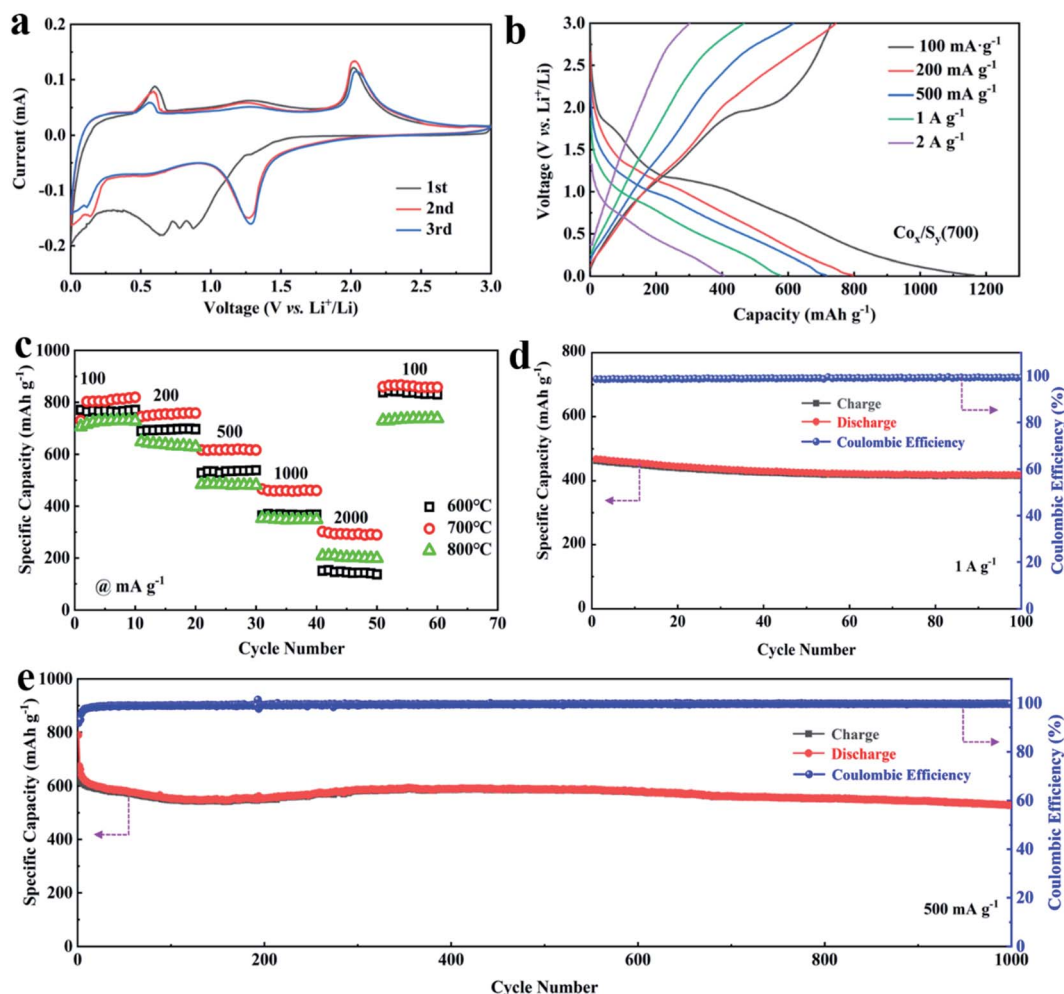 a
0.2
0.1
0.0
-0.1
-0.2
Current (mA)
1st
2nd
3rd
0.0 0.5 1.0 1.5 2.0 2.5 3.0
Voltage (V vs. Li⁺/Li)
b
3.0
2.5
2.0
1.5
1.0
0.5
0.0
Voltage (V vs. Li⁺/Li)
100 mA·g⁻¹
200 mA g⁻¹
500 mA g⁻¹
1 A g⁻¹
2 A g⁻¹
Coₓ/Sᵧ(700)
0 200 400 600 800 1000 1200
Capacity (mAh g⁻¹)
c
1000
800
600
400
200
0
Specific Capacity (mAh g⁻¹)
100
200
500
1000
2000
100
600°C
700°C
800°C
@ mA g⁻¹
0 10 20 30 40 50 60 70
Cycle Number
d
800
600
400
200
0
Specific Capacity (mAh g⁻¹)
Charge
Discharge
Coulombic Efficiency
1 A g⁻¹
100
80
60
40
20
0
Coulombic Efficiency (%)
0 20 40 60 80 100
Cycle Number
e
1000
900
800
600
400
200
0
Specific Capacity (mAh g⁻¹)
Charge
Discharge
Coulombic Efficiency
500 mA g⁻¹
100
80
60
40
20
0
Coulombic Efficiency (%)
0 200 400 600 800 1000
Cycle Number